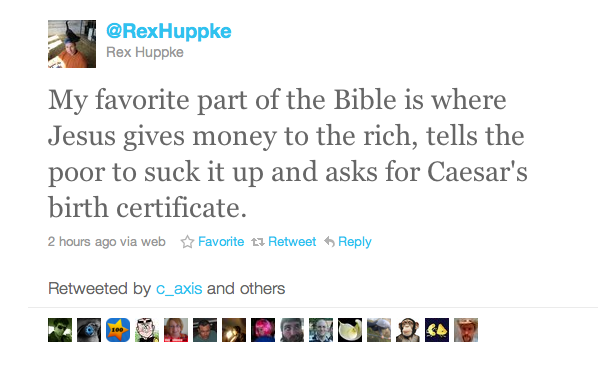 @RexHuppke
Rex Huppke
My favorite part of the Bible is where
Jesus gives money to the rich, tells the
poor to suck it up and asks for Caesar's
birth certificate.
2 hours ago via web Favorite Retweet Reply
Retweeted by c_axis and others
100